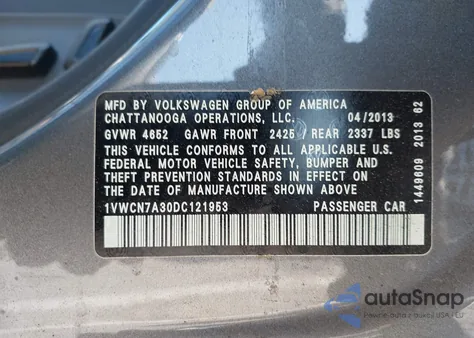 MFD BY VOLKSWAGEN GROUP OF AMERICA
CHATTANOOGA OPERATIONS, LLC. 04/2013
GVWR 4652 GAWR FRONT 2425 / REAR 2337 LBS
THIS VEHICLE CONFORMS TO ALL APPLICABLE U.S.
FEDERAL MOTOR VEHICLE SAFETY, BUMPER AND
THEFT PREVENTION STANDARDS IN EFFECT ON THE
DATE OF MANUFACTURE SHOWN ABOVE
1VWCN7A30DC121953 PASSENGER CAR
1449609 2013 62
autoSnap